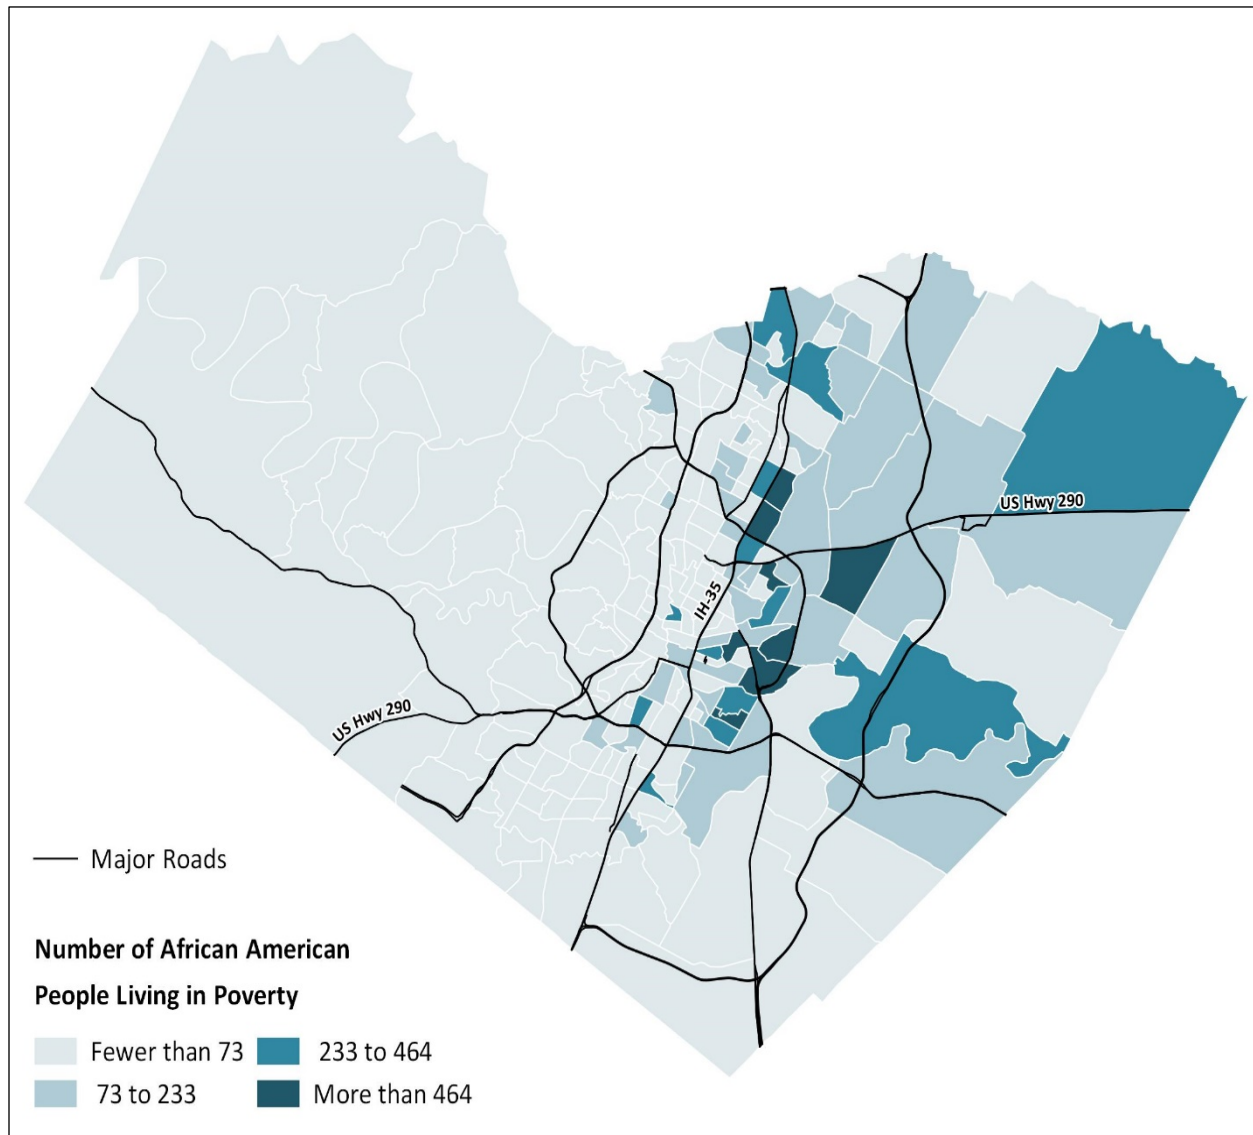 US Hwy 290
IH-35
US Hwy 290
Major Roads
Number of African American
People Living in Poverty
Fewer than 73
233 to 464
73 to 233
More than 464